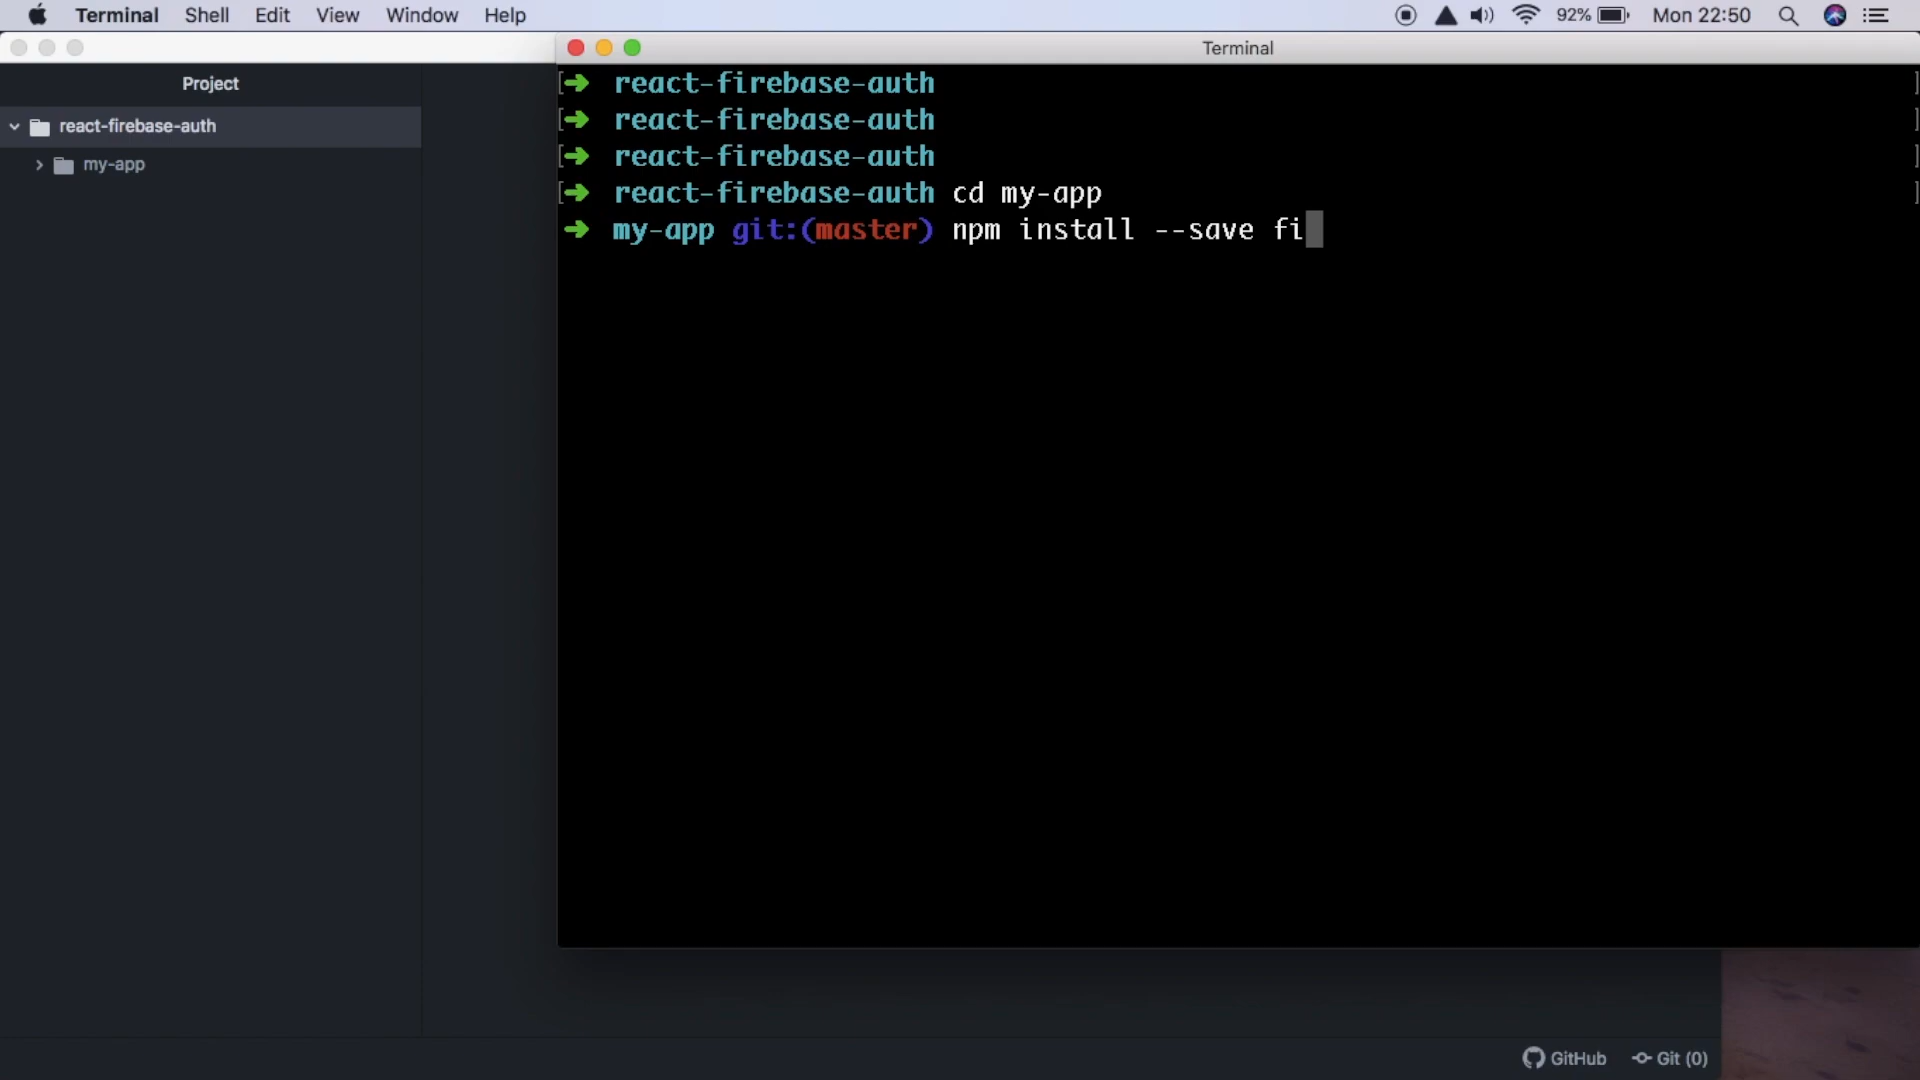 Terminal Shell Edit View Window Help 92% Mon 22:50
Terminal
Project
react-firebase-auth
my-app
[➜ react-firebase-auth ]
[➜ react-firebase-auth ]
[➜ react-firebase-auth ]
[➜ react-firebase-auth cd my-app ]
➜ my-app git:(master) npm install --save fi
GitHub Git (0)